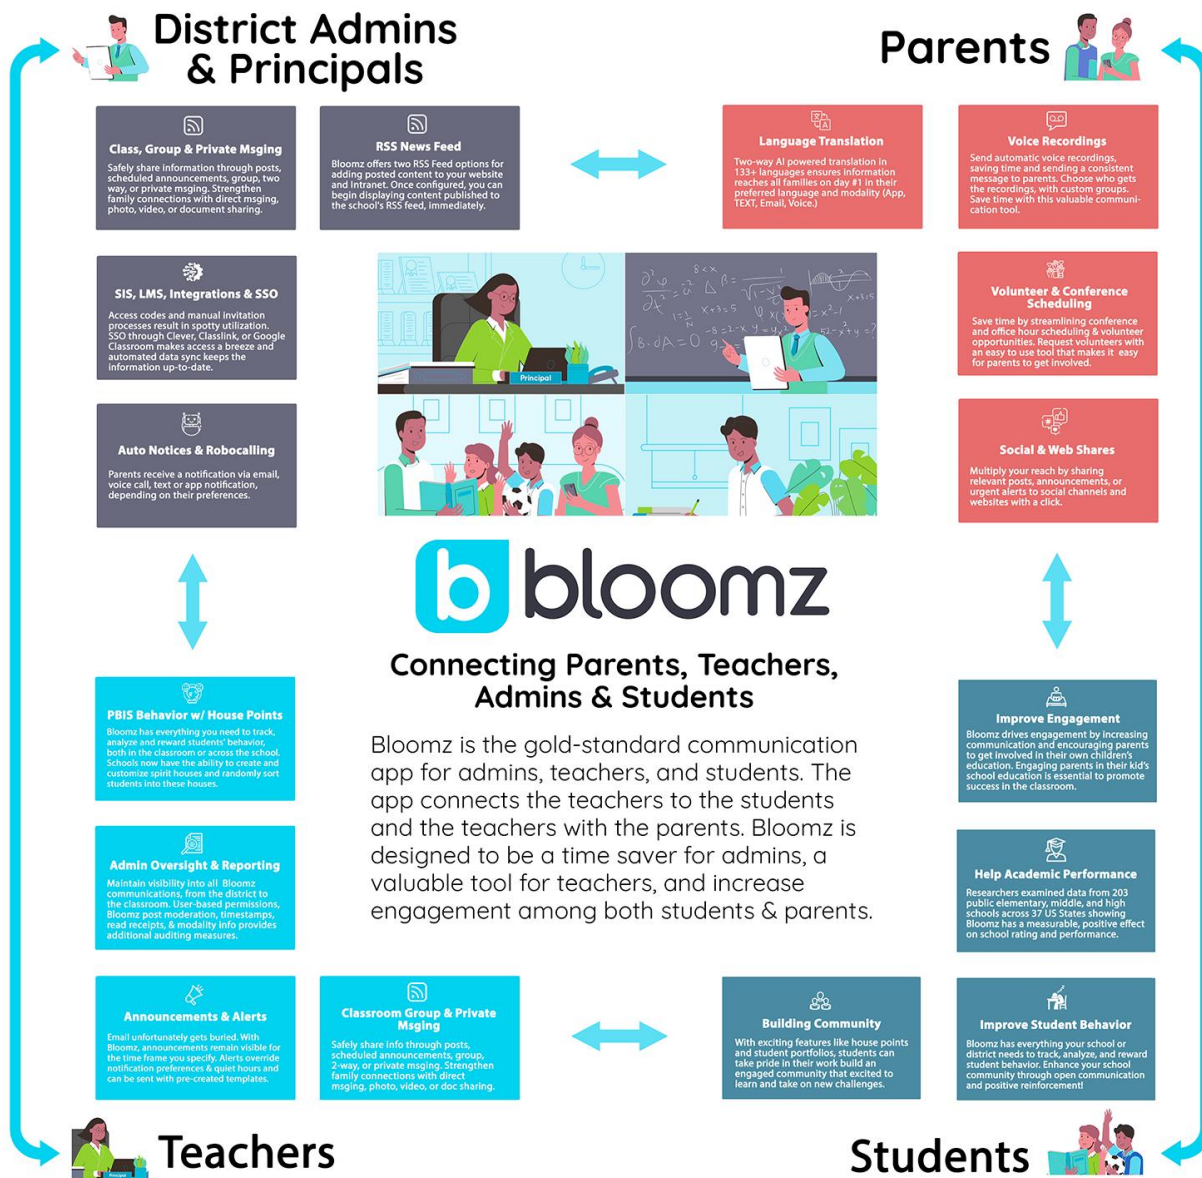 District Admins
& Principals
Parents
Class, Group & Private Msging
Safely share information through posts,
scheduled announcements, group, two
way, or private msging. Strengthen
family connections with direct msging,
photo, video, or document sharing.
RSS News Feed
Bloomz offers two RSS Feed options for
adding posted content to your website
and Intranet. Once configured, you can
begin displaying content published to
the school's RSS feed, immediately.
Language Translation
Two-way AI powered translation in
133+ languages ensures information
reaches all families on day #1 in their
preferred language and modality (App,
TEXT, Email, Voice.)
Voice Recordings
Send automatic voice recordings,
saving time and sending a consistent
message to parents. Choose who gets
the recordings, with custom groups.
Save time with this valuable communi-
cation tool.
SIS, LMS, Integrations & SSO
Access codes and manual invitation
processes result in spotty utilization.
SSO through Clever, Classlink, or Google
Classroom makes access a breeze and
automated data sync keeps the
information up-to-date.
Principal
Volunteer & Conference
Scheduling
Save time by streamlining conference
and office hour scheduling & volunteer
opportunities. Request volunteers with
an easy to use tool that makes it easy
for parents to get involved.
Auto Notices & Robocalling
Parents receive a notification via email,
voice call, text or app notification,
depending on their preferences.
Social & Web Shares
Multiply your reach by sharing
relevant posts, announcements, or
urgent alerts to social channels and
websites with a click.
b bloomz
Connecting Parents, Teachers,
Admins & Students
Bloomz is the gold-standard communication
app for admins, teachers, and students. The
app connects the teachers to the students
and the teachers with the parents. Bloomz is
designed to be a time saver for admins, a
valuable tool for teachers, and increase
engagement among both students & parents.
PBIS Behavior w/ House Points
Bloomz has everything you need to track,
analyze and reward students' behavior,
both in the classroom or across the school.
Schools now have the ability to create and
customize spirit houses and randomly sort
students into these houses.
Improve Engagement
Bloomz drives engagement by increasing
communication and encouraging parents
to get involved in their own children's
education. Engaging parents in their kid's
school education is essential to promote
success in the classroom.
Admin Oversight & Reporting
Maintain visibility into all Bloomz
communications, from the district to
the classroom. User-based permissions,
Bloomz post moderation, timestamps,
read receipts, & modality info provides
additional auditing measures.
Help Academic Performance
Researchers examined data from 203
public elementary, middle, and high
schools across 37 US States showing
Bloomz has a measurable, positive effect
on school rating and performance.
Announcements & Alerts
Email unfortunately gets buried. With
Bloomz, announcements remain visible for
the time frame you specify. Alerts override
notification preferences & quiet hours and
can be sent with pre-created templates.
Classroom Group & Private
Msging
Safely share Info through posts,
scheduled announcements, group,
2-way, or private msging. Strengthen
family connections with direct
msging, photo, video, or doc sharing.
Building Community
With exciting features like house points
and student portfolios, students can
take pride in their work build an
engaged community that excited to
learn and take on new challenges.
Improve Student Behavior
Bloomz has everything your school or
district needs to track, analyze, and reward
student behavior. Enhance your school
community through open communication
and positive reinforcement!
Teachers
Students